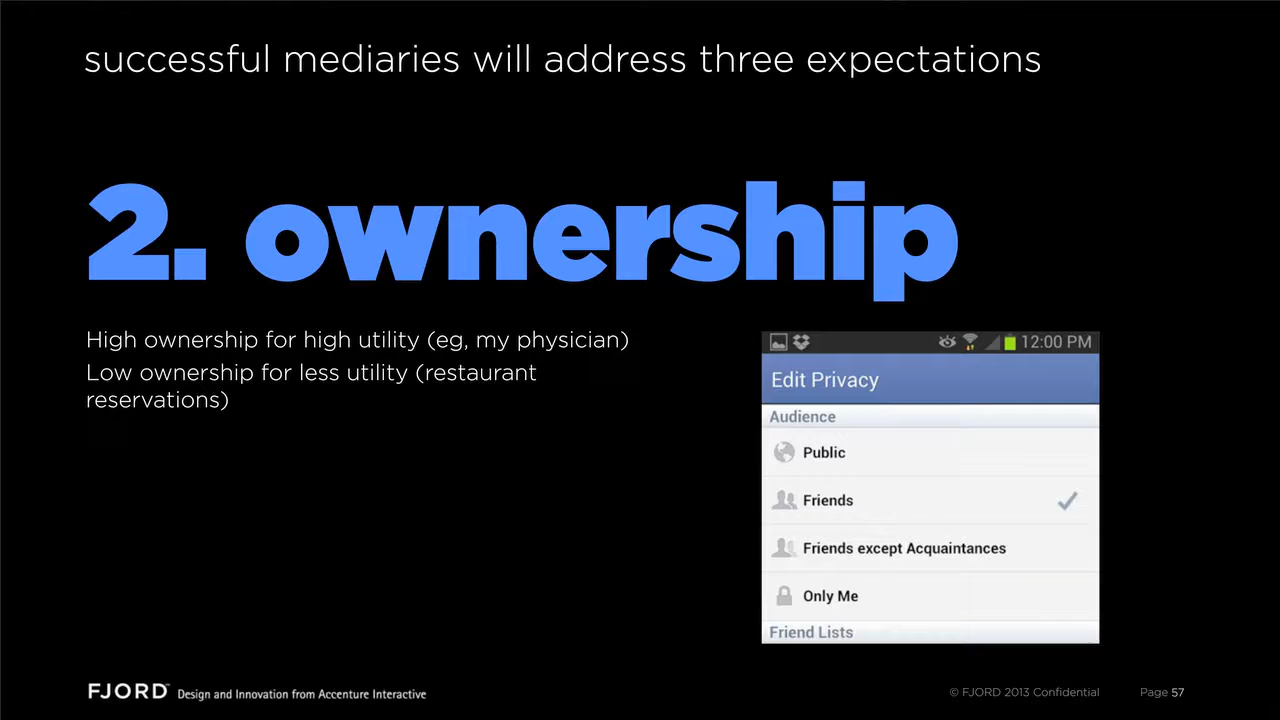 successful mediaries will address three expectations
2. ownership
High ownership for high utility (eg, my physician)
Low ownership for less utility (restaurant
reservations)
12:00 PM
Edit Privacy
Audience
Public
Friends
Friends except Acquaintances
Only Me
Friend Lists
FJORD™ Design and Innovation from Accenture Interactive
© FJORD 2013 Confidential
Page 57